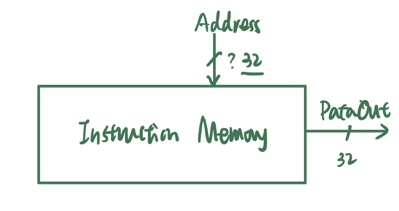 Address
? 32
Instruction Memory
DataOut
32